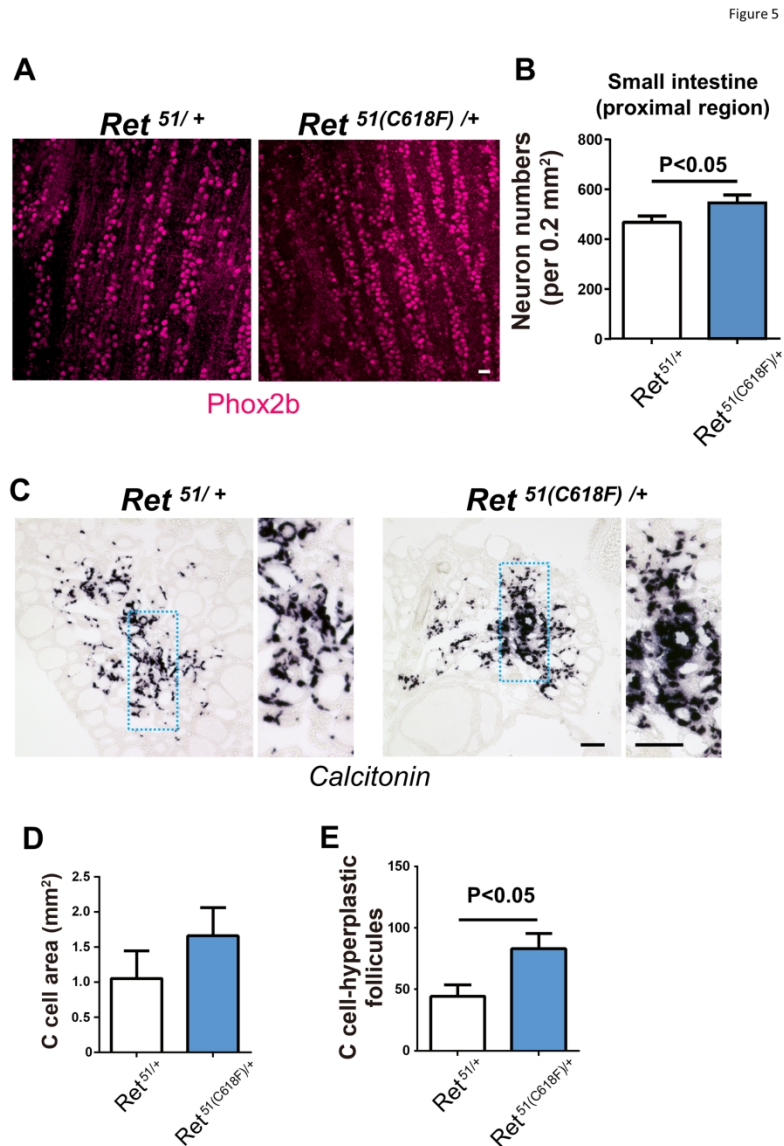 Figure 5
A
Ret 51/+
Ret 51(C618F) /+
Phox2b
B
Small intestine
(proximal region)
Neuron numbers
(per 0.2 mm²)
800
600
400
200
0
P<0.05
Ret51/+
Ret51(C618F)/+
C
Ret 51/+
Ret 51(C618F) /+
Calcitonin
D
C cell area (mm²)
2.5
2.0
1.5
1.0
0.5
0
Ret51/+
Ret51(C618F)/+
E
C cell-hyperplastic
follicules
150
100
50
0
P<0.05
Ret51/+
Ret51(C618F)/+